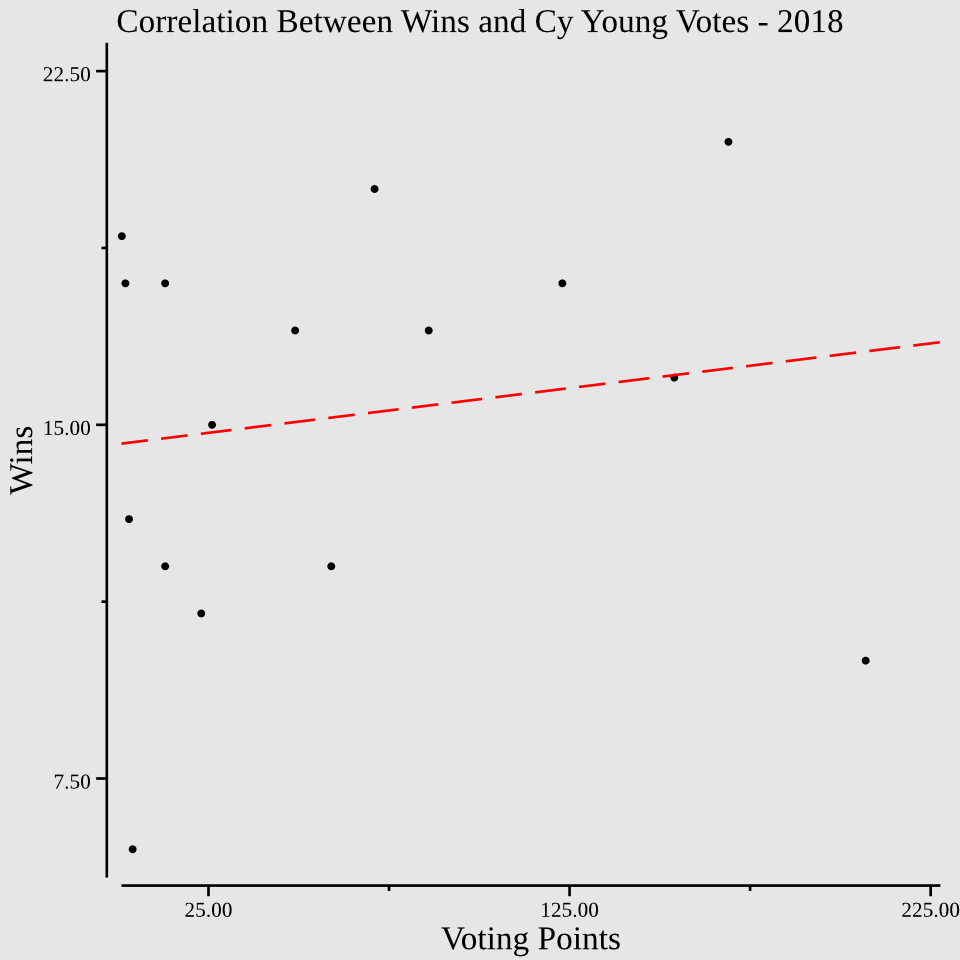 Correlation Between Wins and Cy Young Votes - 2018
22.50
15.00
7.50
Wins
25.00
125.00
225.00
Voting Points